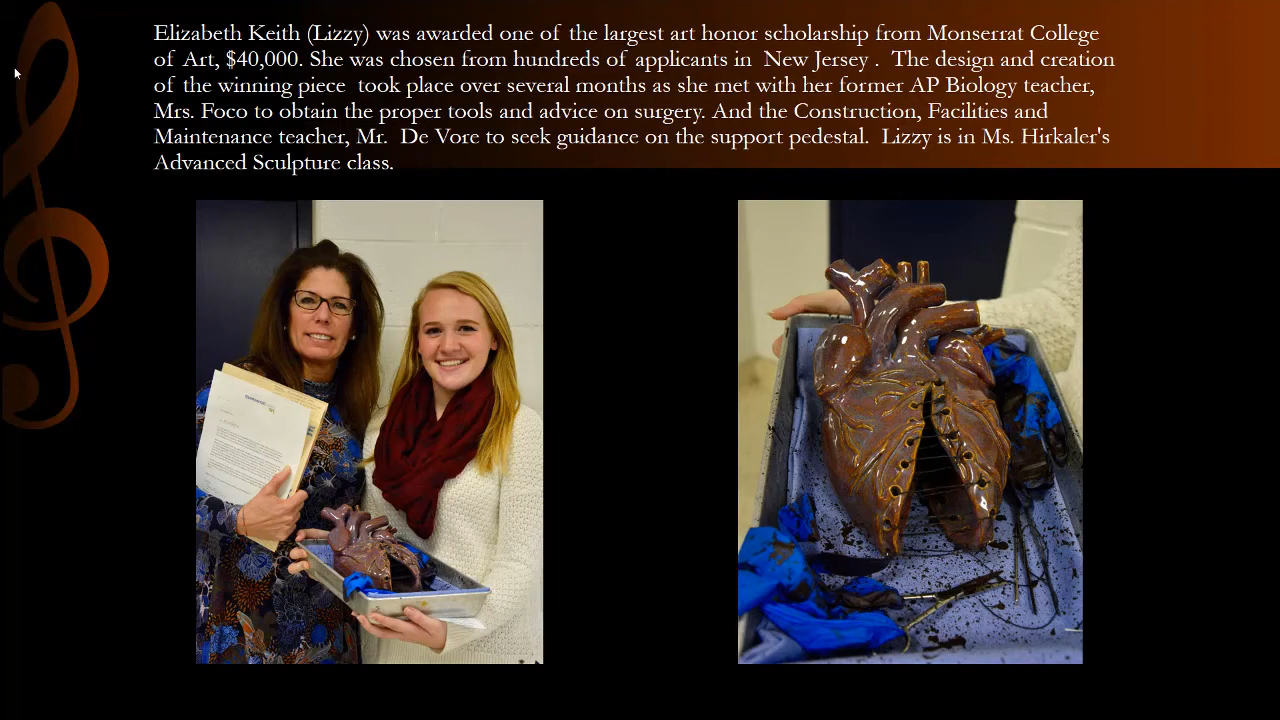 Elizabeth Keith (Lizzy) was awarded one of the largest art honor scholarship from Monserrat College
of Art, $40,000. She was chosen from hundreds of applicants in New Jersey . The design and creation
of the winning piece took place over several months as she met with her former AP Biology teacher,
Mrs. Foco to obtain the proper tools and advice on surgery. And the Construction, Facilities and
Maintenance teacher, Mr. De Vore to seek guidance on the support pedestal. Lizzy is in Ms. Hirkaler's
Advanced Sculpture class.